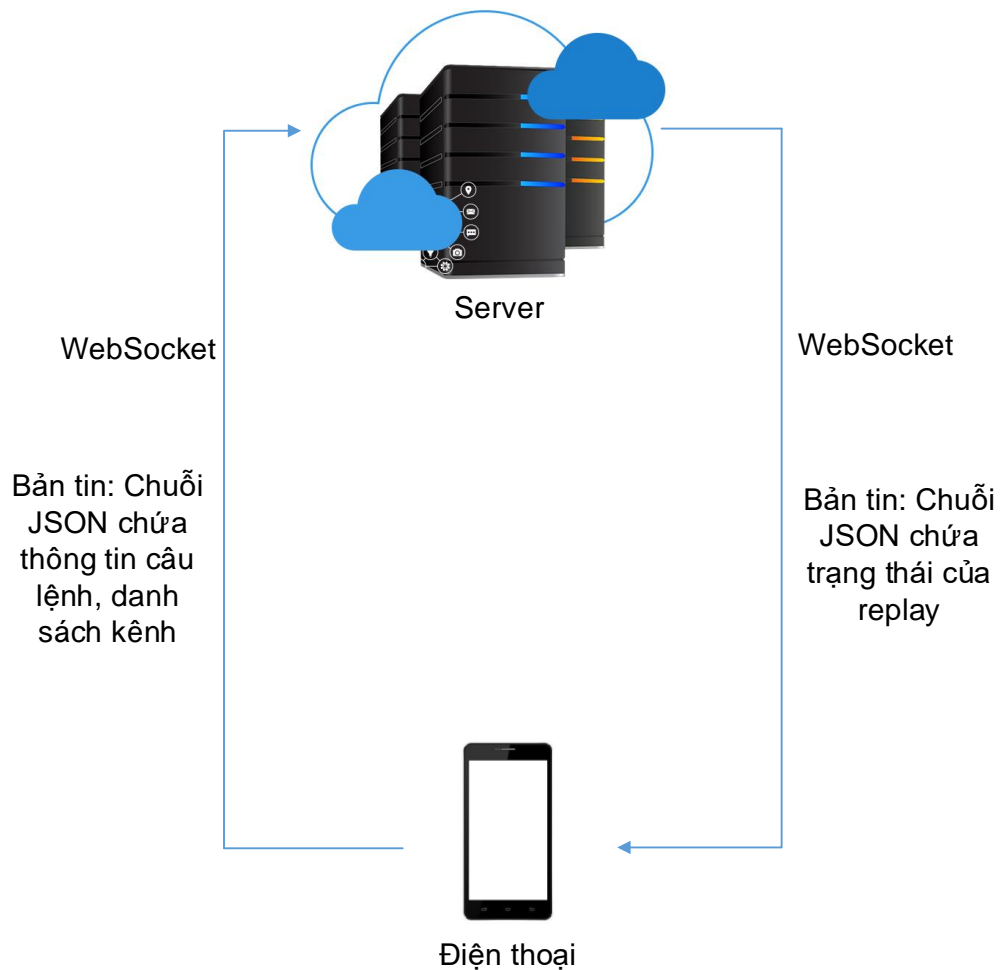 Server
WebSocket
WebSocket
Bản tin: Chuỗi
JSON chứa
thông tin câu
lệnh, danh
sách kênh
Bản tin: Chuỗi
JSON chứa
trạng thái của
replay
Điện thoại